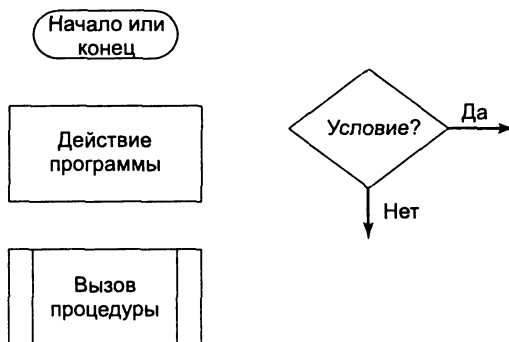 Начало или
конец
Действие
программы
Условие?
Да
Нет
Вызов
процедуры